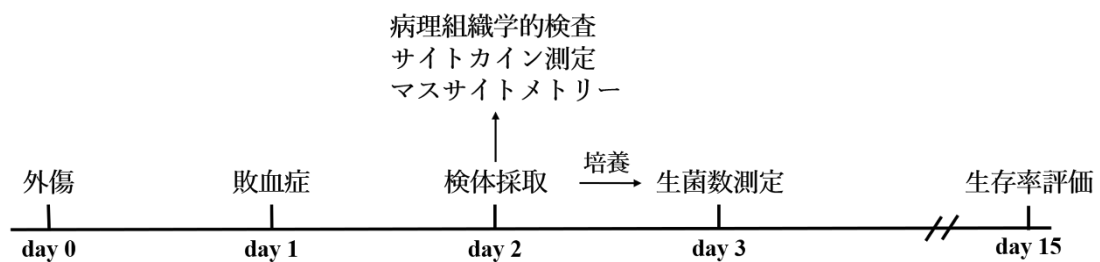 病理組織学的検査
サイトカイン測定
マスサイトメトリー
外傷
敗血症
検体採取
培養
生菌数測定
生存率評価
day 0
day 1
day 2
day 3
day 15